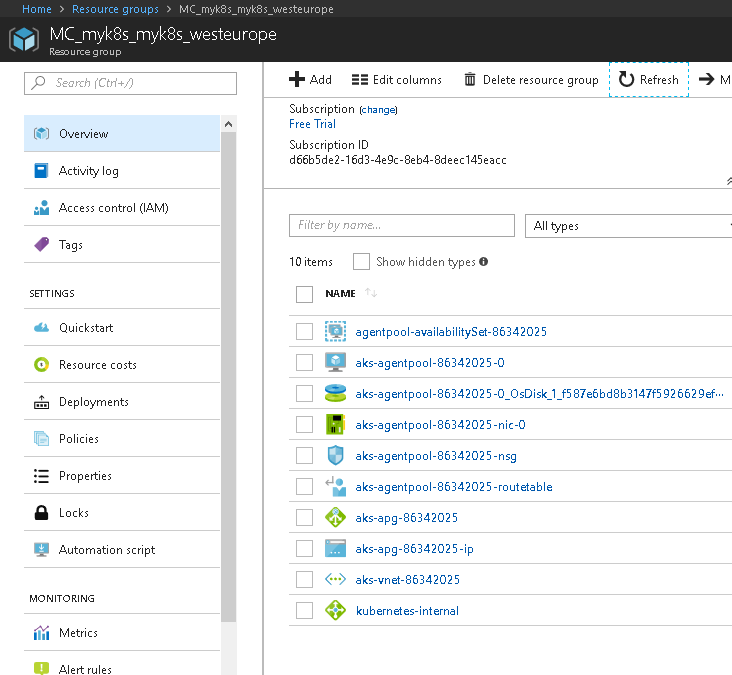 Home > Resource groups > MC_myk8s_myk8s_westeurope
MC_myk8s_myk8s_westeurope
Resource group
Search (Ctrl+/)
Overview
Activity log
Access control (IAM)
Tags
SETTINGS
Quickstart
Resource costs
Deployments
Policies
Properties
Locks
Automation script
MONITORING
Metrics
Alert rules
Add
Edit columns
Delete resource group
Refresh
M
Subscription (change)
Free Trial
Subscription ID
d66b5de2-16d3-4e9c-8eb4-8deec145eacc
Filter by name...
All types
10 items
Show hidden types
NAME
agentpool-availabilitySet-86342025
aks-agentpool-86342025-0
aks-agentpool-86342025-0_OsDisk_1_f587e6bd8b3147f5926629ef...
aks-agentpool-86342025-nic-0
aks-agentpool-86342025-nsg
aks-agentpool-86342025-routetable
aks-apg-86342025
aks-apg-86342025-ip
aks-vnet-86342025
kubernetes-internal